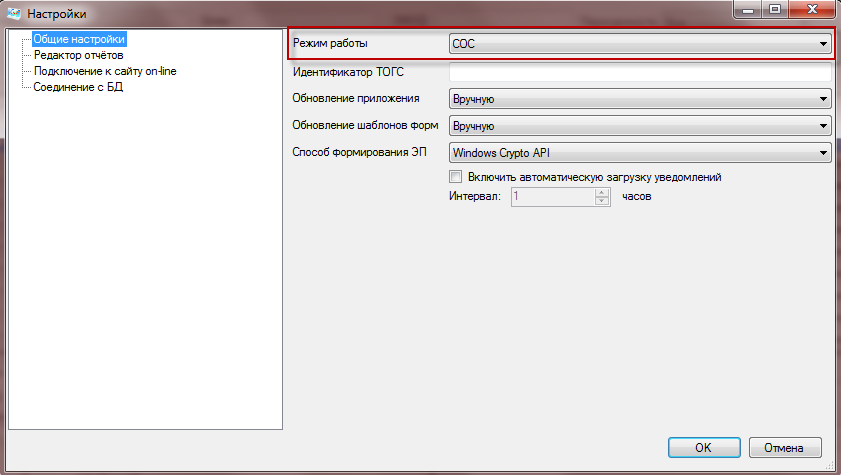 Настройки
Общие настройки
Редактор отчётов
Подключение к сайту on-line
Соединение с БД
Режим работы
СОС
Идентификатор ТОГС
Обновление приложения
Вручную
Обновление шаблонов форм
Вручную
Способ формирования ЭП
Windows Crypto API
Включить автоматическую загрузку уведомлений
Интервал: 1 часов
OK
Отмена